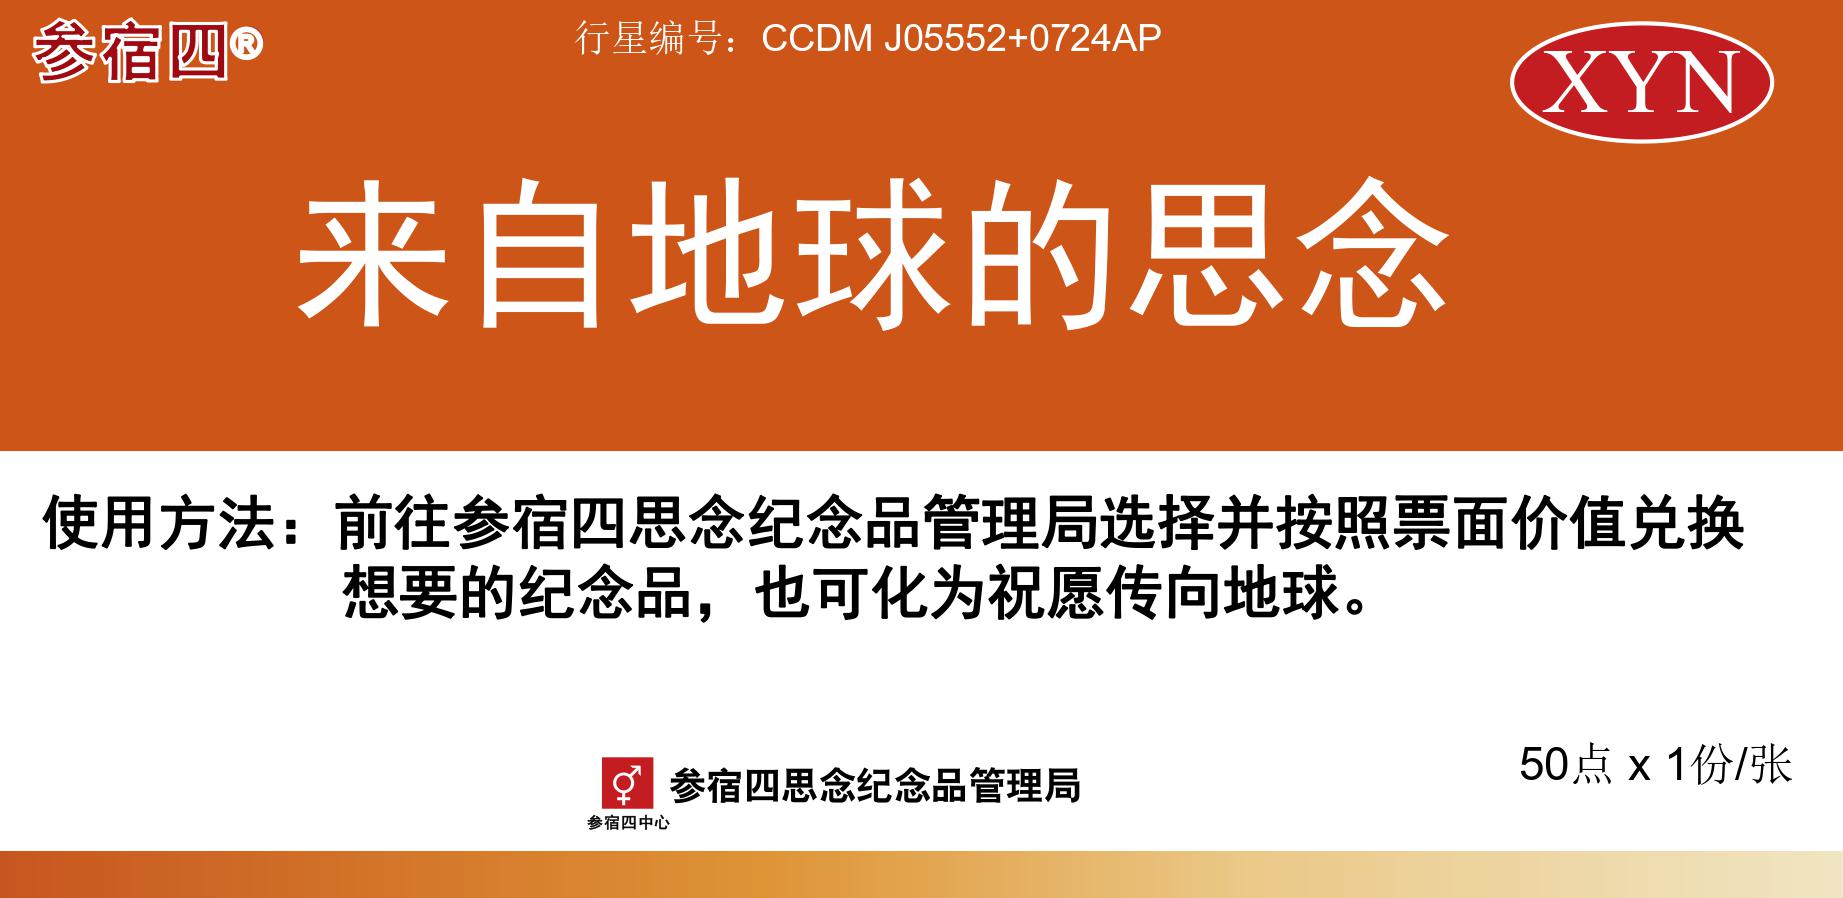 参宿四®
行星编号：CCDM J05552+0724AP
XYN
来自地球的思念
使用方法：前往参宿四思念纪念品管理局选择并按照票面价值兑换
想要的纪念品，也可化为祝愿传向地球。
50点 x 1份/张
参宿四思念纪念品管理局
参宿四中心